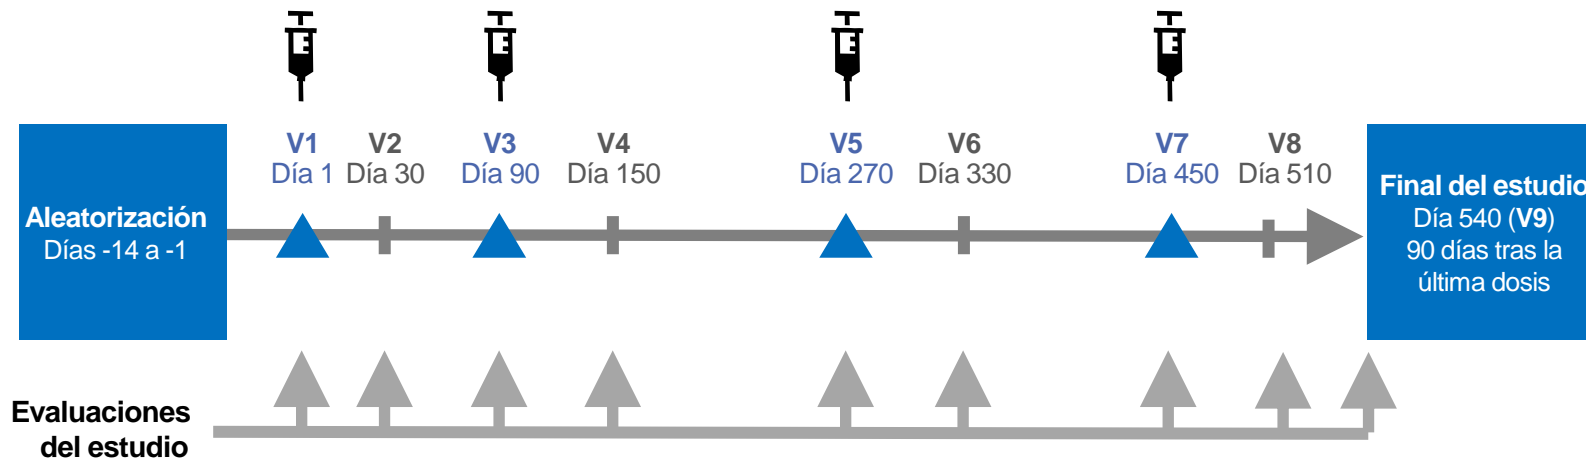 V1
Día 1
V2
Día 30
V3
Día 90
V4
Día 150
V5
Día 270
V6
Día 330
V7
Día 450
V8
Día 510
Aleatorización
Días -14 a -1
Final del estudio
Día 540 (V9)
90 días tras la
última dosis
Evaluaciones
del estudio